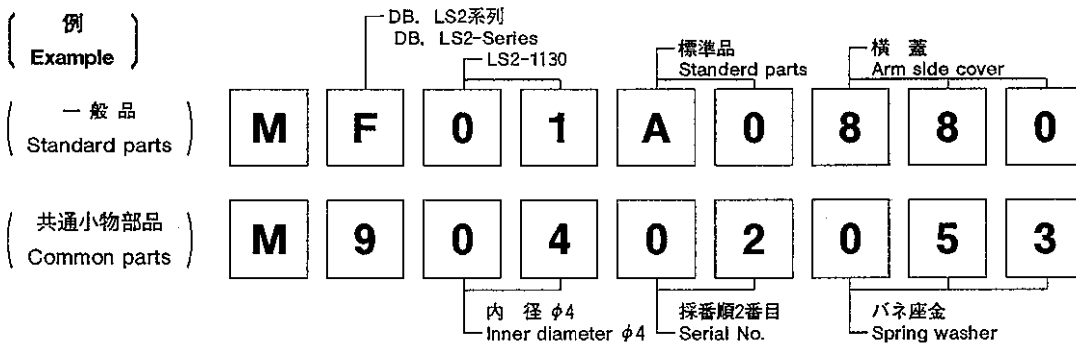 例
Example
DB. LS2系列
DB. LS2-Series
LS2-1130
標準品
Standerd parts
横 蓋
Arm side cover
一 般 品
Standard parts
M F 0 1 A 0 8 8 0
共通小物部品
Common parts
M 9 0 4 0 2 0 5 3
内 径 φ4
Inner diameter φ4
採番順2番目
Serial No.
バネ座金
Spring washer